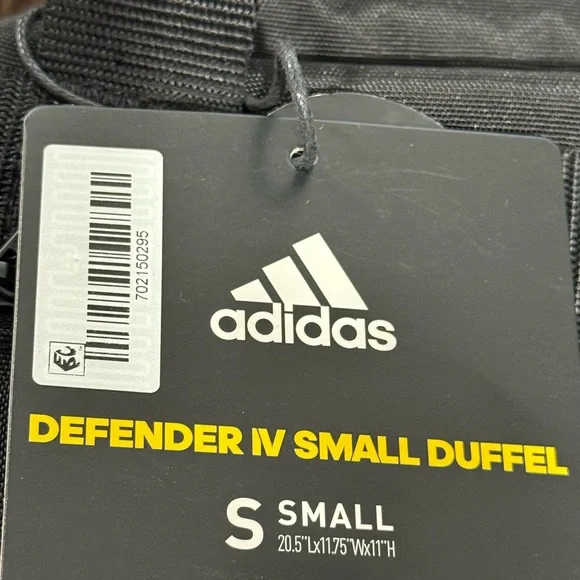 702150295
adidas
DEFENDER IV SMALL DUFFEL
S SMALL
20.5"Lx11.75"Wx11"H